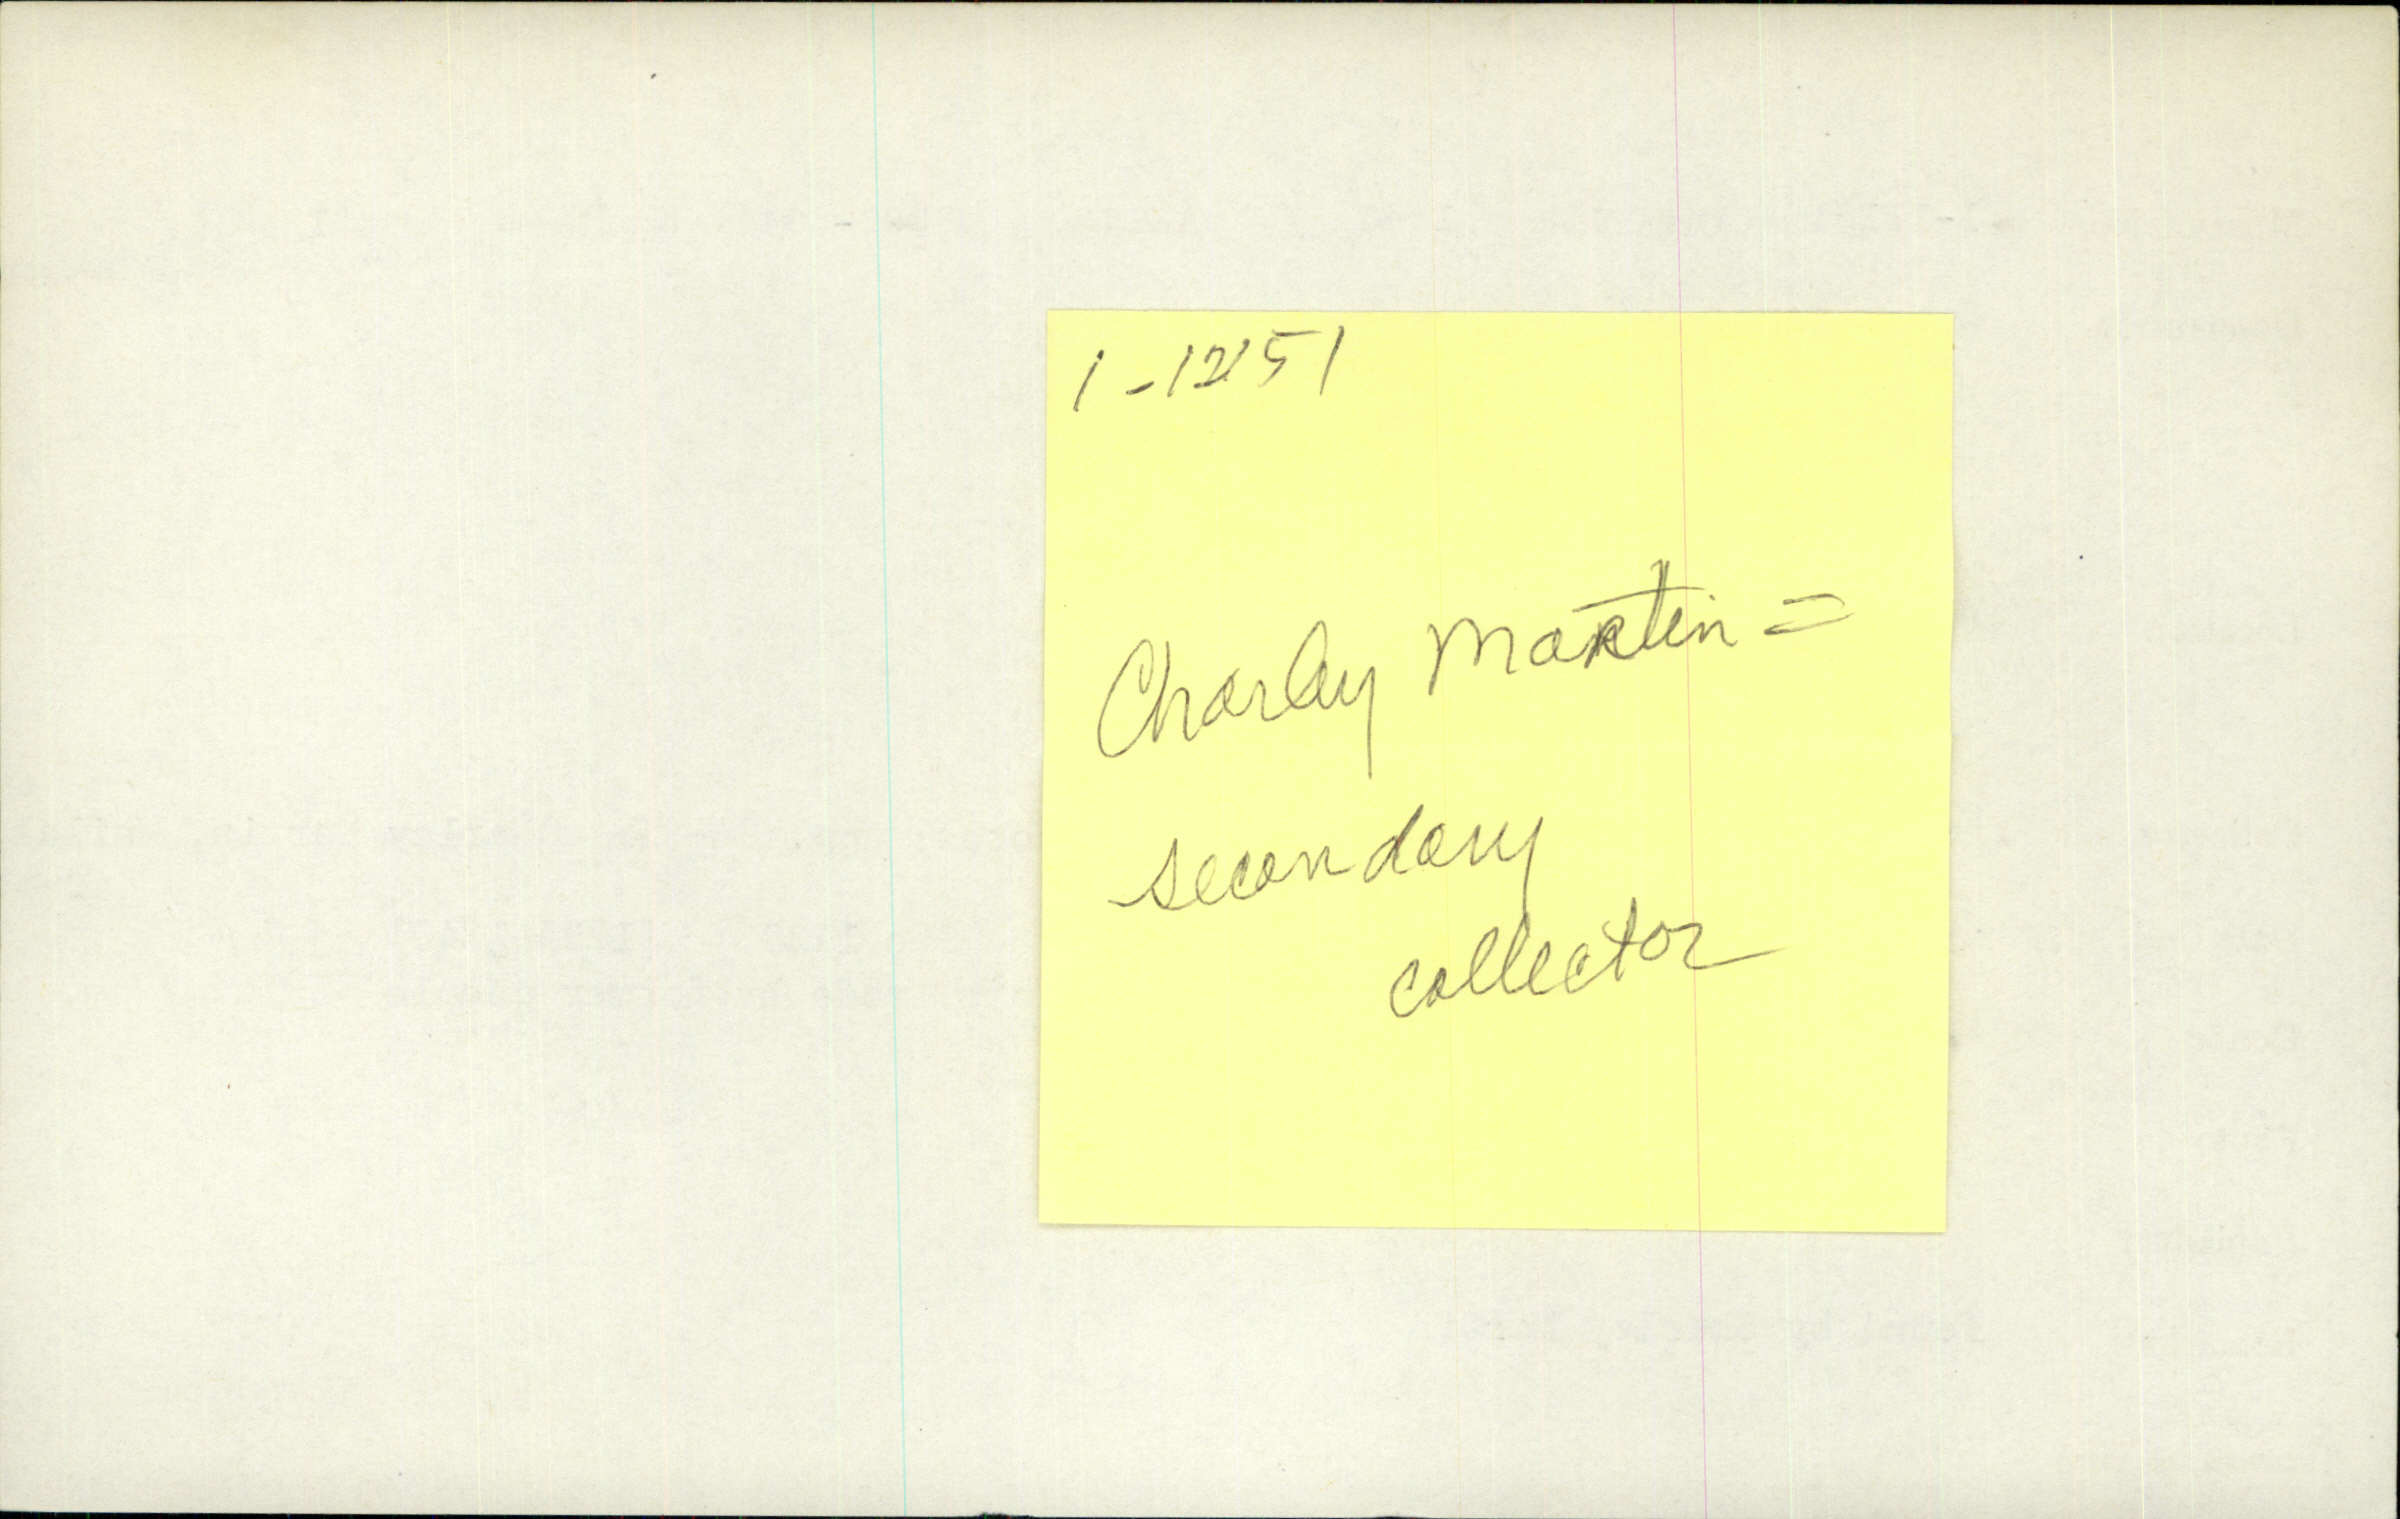 1-1251
Charley Martin =
secondary
collector